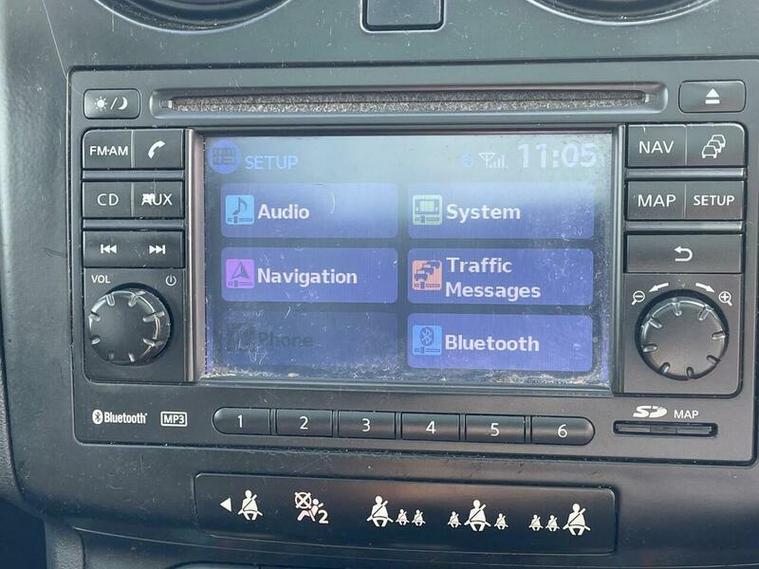 FM·AM
CD AUX
VOL
SETUP 11:05
Audio System
Navigation Traffic
Messages
Phone Bluetooth
NAV
MAP SETUP
Bluetooth MP3
1 2 3 4 5 6
SD MAP
2